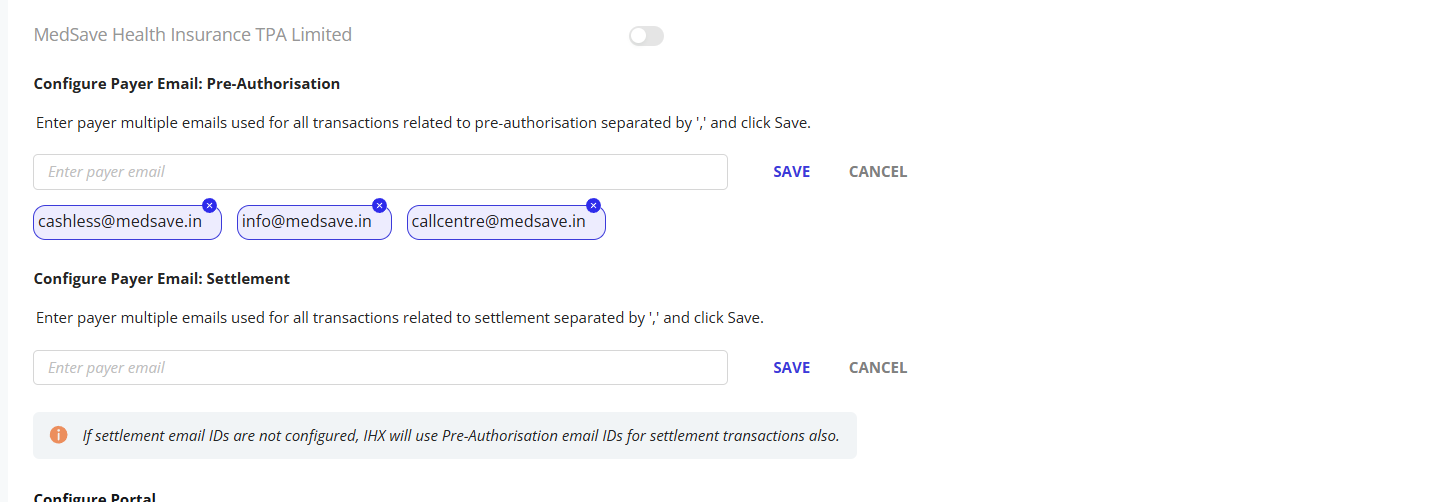 MedSave Health Insurance TPA Limited
Configure Payer Email: Pre-Authorisation
Enter payer multiple emails used for all transactions related to pre-authorisation separated by ',' and click Save.
Enter payer email SAVE CANCEL
cashless@medsave.in info@medsave.in callcentre@medsave.in
Configure Payer Email: Settlement
Enter payer multiple emails used for all transactions related to settlement separated by ',' and click Save.
Enter payer email SAVE CANCEL
If settlement email IDs are not configured, IHX will use Pre-Authorisation email IDs for settlement transactions also.
Configure Portal